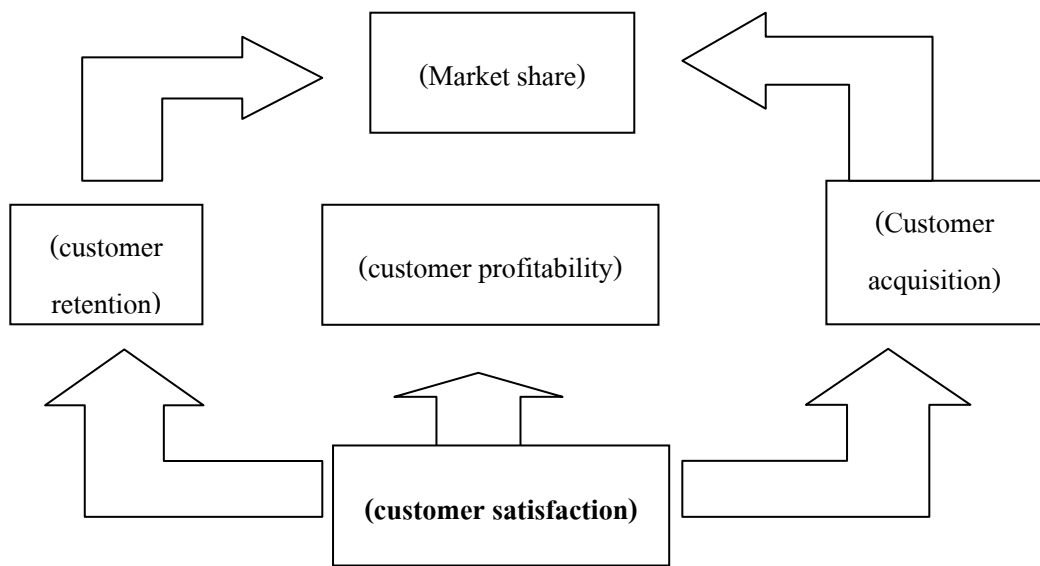 (Market share)
(customer
retention)
(customer profitability)
(Customer
acquisition)
(customer satisfaction)